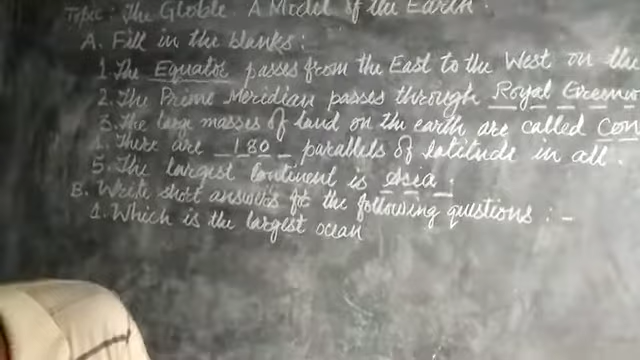 Topic: The Globle A Model of the Earth.
A. Fill in the blanks:
1. The Equator passes from the East to the West on the
2. The Prime Meridian passes through Royal Greenw
3. The large masses of land on the earth are called Con
4. There are 180 parallels of latitude in all.
5. The largest Continent is Asia.
B. Write short answers for the following questions:-
1. Which is the largest ocean